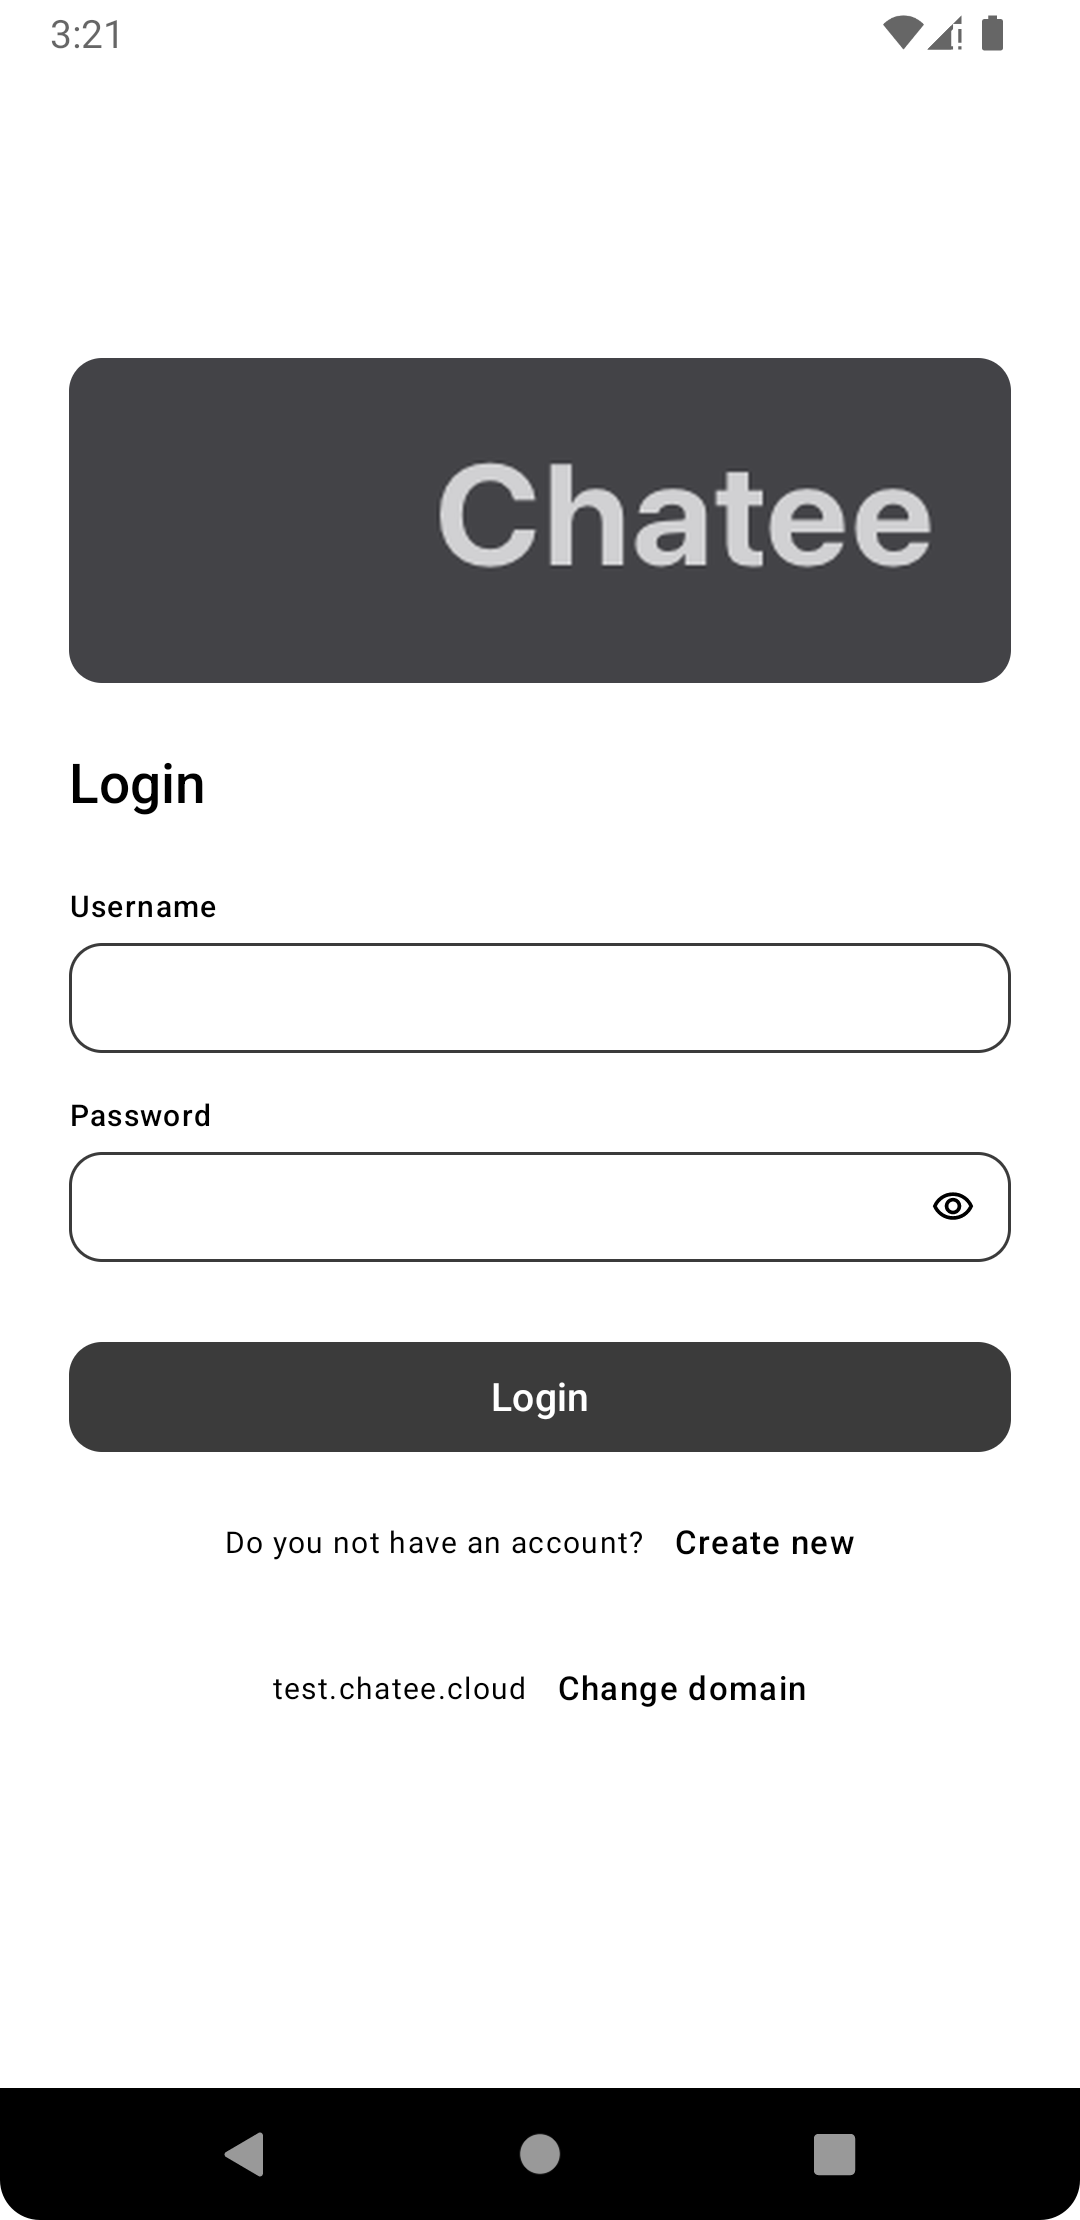 3:21
Chatee
Login
Username
Password
Login
Do you not have an account? Create new
test.chatee.cloud Change domain